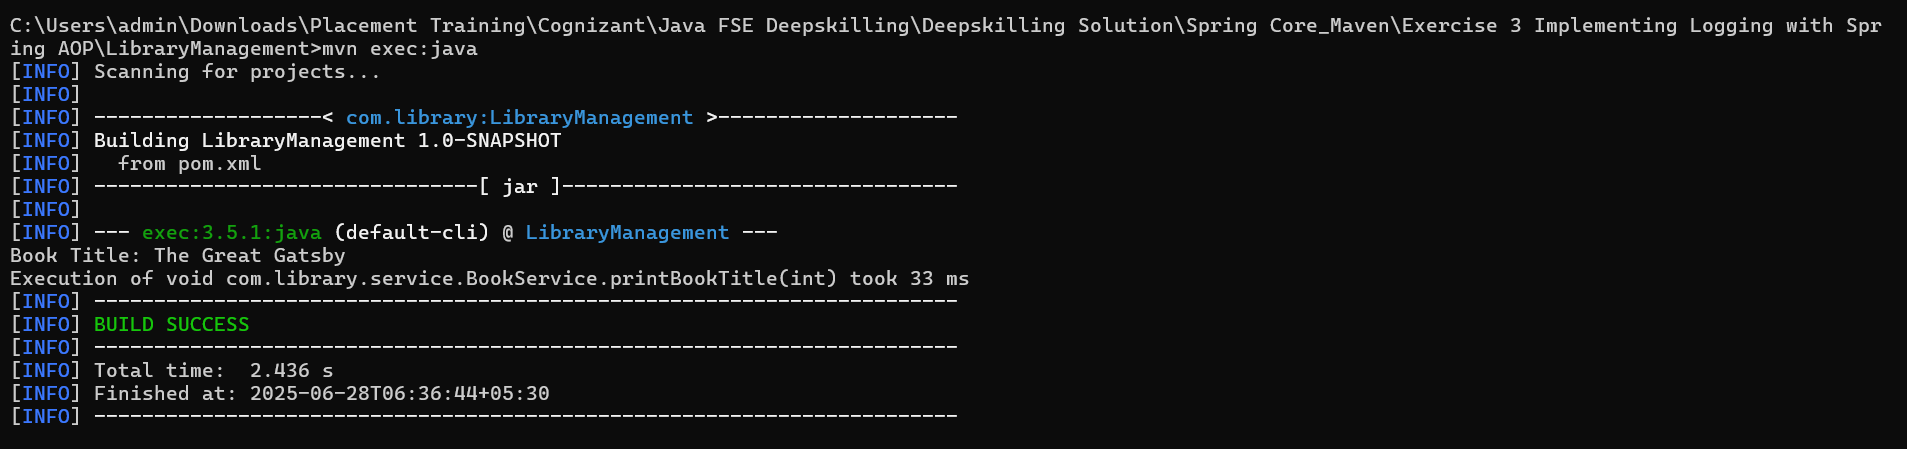 C:\Users\admin\Downloads\Placement Training\Cognizant\Java FSE Deepskilling\Deepskilling Solution\Spring Core_Maven\Exercise 3 Implementing Logging with Spr
ing AOP\LibraryManagement>mvn exec:java
[INFO] Scanning for projects...
[INFO]
[INFO] -------------------< com.library:LibraryManagement >--------------------
[INFO] Building LibraryManagement 1.0-SNAPSHOT
[INFO]   from pom.xml
[INFO] --------------------------------[ jar ]---------------------------------
[INFO]
[INFO] --- exec:3.5.1:java (default-cli) @ LibraryManagement ---
Book Title: The Great Gatsby
Execution of void com.library.service.BookService.printBookTitle(int) took 33 ms
[INFO] ------------------------------------------------------------------------
[INFO] BUILD SUCCESS
[INFO] ------------------------------------------------------------------------
[INFO] Total time:  2.436 s
[INFO] Finished at: 2025-06-28T06:36:44+05:30
[INFO] ------------------------------------------------------------------------